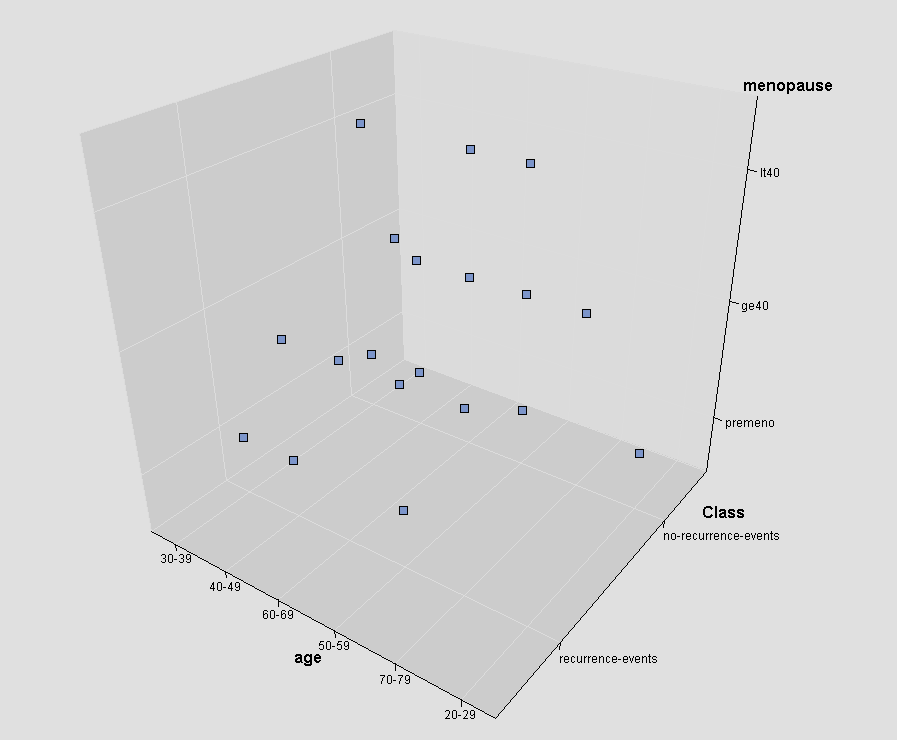 menopause
lt40
ge40
premeno
Class
no-recurrence-events
recurrence-events
30-39
40-49
60-69
50-59
age
70-79
20-29